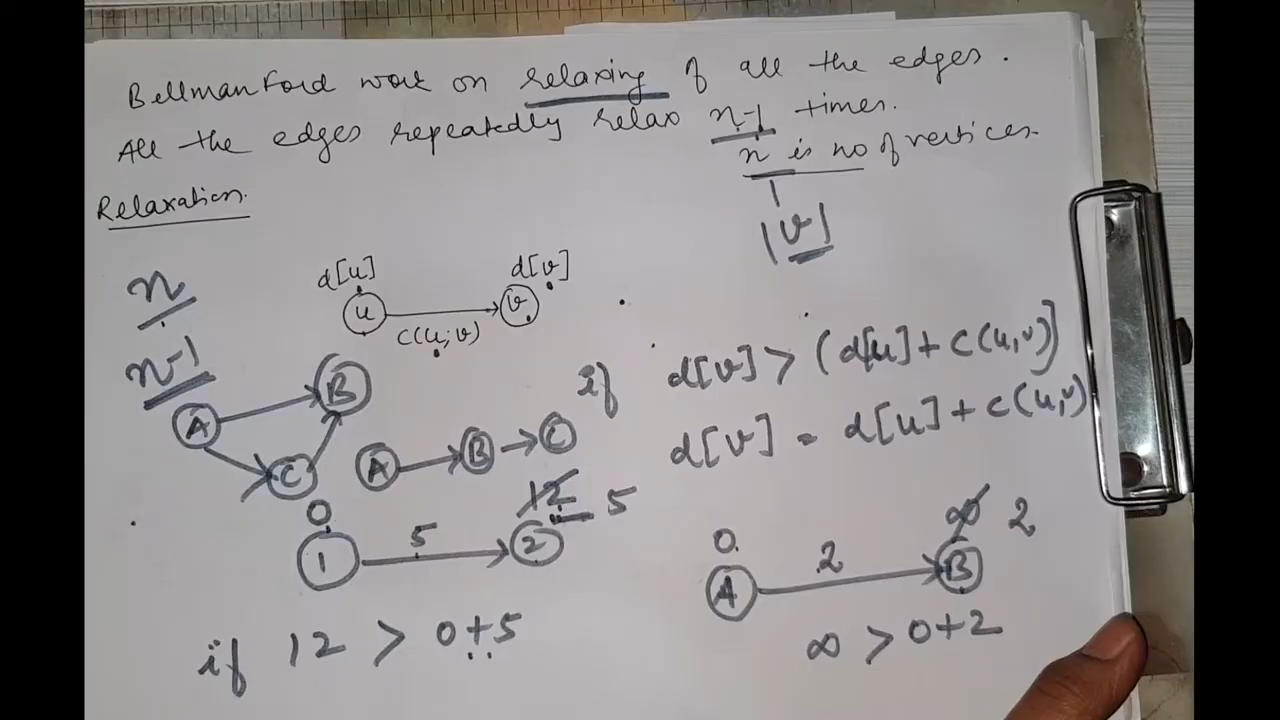 BellmanFord work on relaxing of all the edges.
All the edges repeatedly relax n-1 times.
n is no of vertices.
|v|
Relaxation.
n
n-1
d[u] d[v]
u v
c(u,v)
A B C
A B C
if d[v] > (d[u] + c(u,v)]
d[v] = d[u] + c(u,v)
0 12 5
1 5 2
if 12 > 0+5
0 ∞ 2
A 2 B
∞ > 0+2